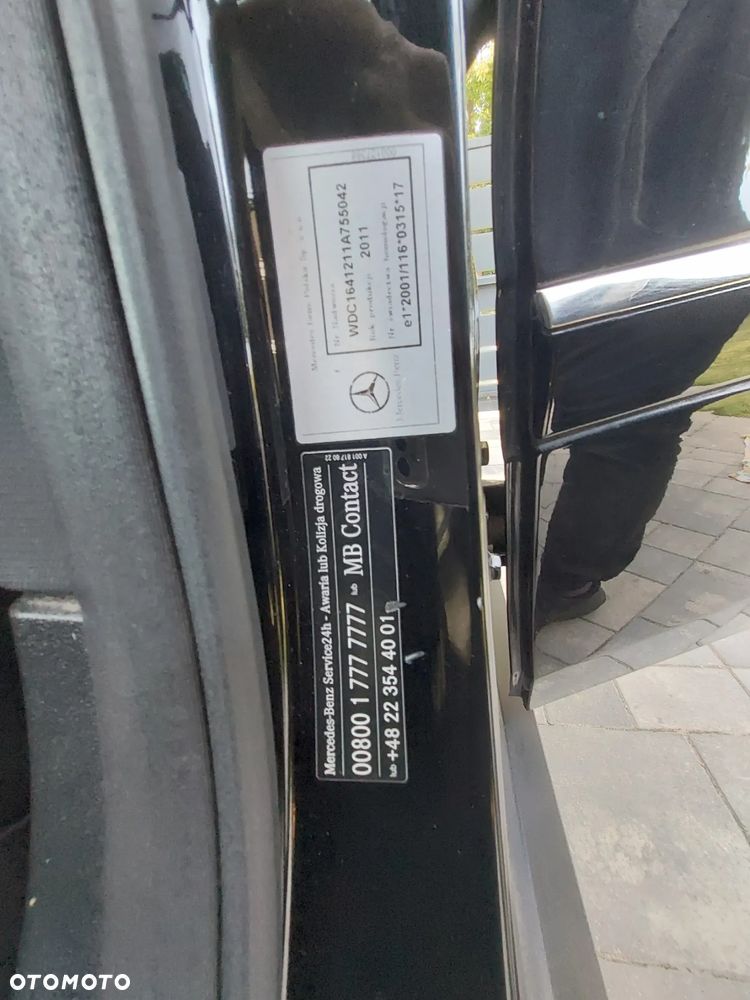 Mercedes-Benz Polska Sp. z o.o.
Nr Nadwozia
WDC1641211A755042
Rok produkcji 2011
Nr świadectwa homologacji
e1*2001/116*0315*17
Mercedes-Benz
A 001 817 80 22
Mercedes-Benz Service24h - Awaria lub Kolizja drogowa
00800 1 777 7777 lub MB Contact
lub +48 22 354 40 01
OTOMOTO